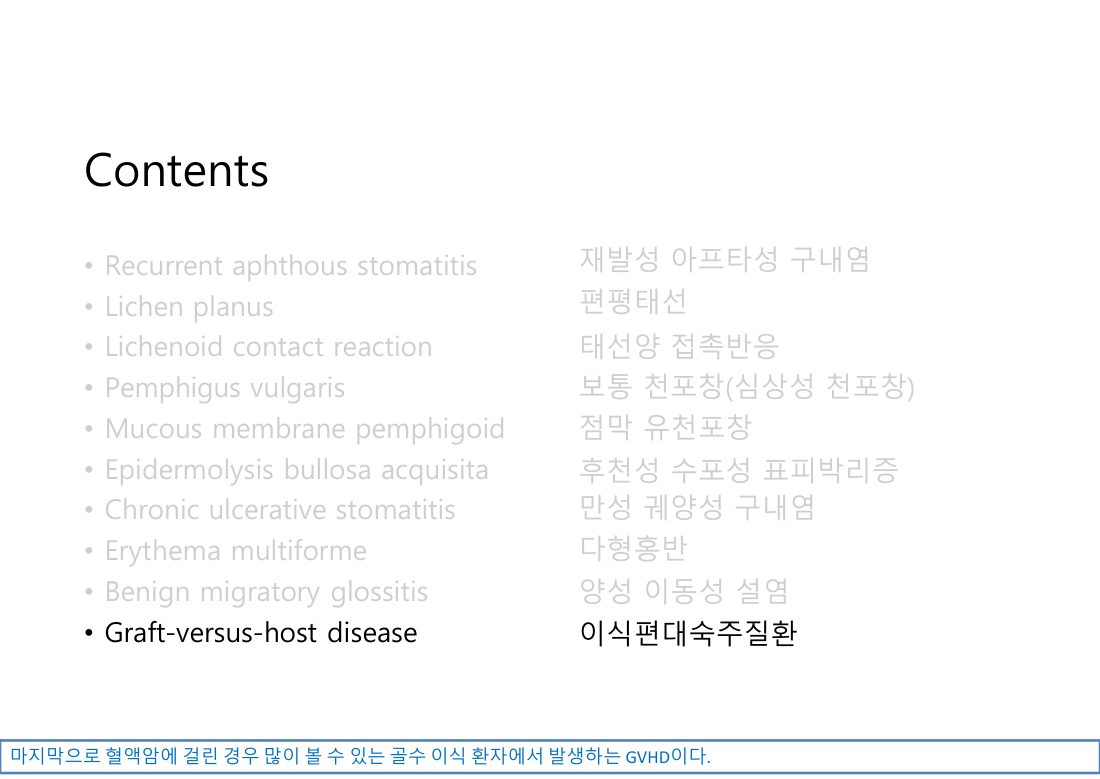 Contents
• Recurrent aphthous stomatitis 재발성 아프타성 구내염
• Lichen planus 편평태선
• Lichenoid contact reaction 태선양 접촉반응
• Pemphigus vulgaris 보통 천포창(심상성 천포창)
• Mucous membrane pemphigoid 점막 유천포창
• Epidermolysis bullosa acquisita 후천성 수포성 표피박리증
• Chronic ulcerative stomatitis 만성 궤양성 구내염
• Erythema multiforme 다형홍반
• Benign migratory glossitis 양성 이동성 설염
• Graft-versus-host disease 이식편대숙주질환
마지막으로 혈액암에 걸린 경우 많이 볼 수 있는 골수 이식 환자에서 발생하는 GVHD이다.